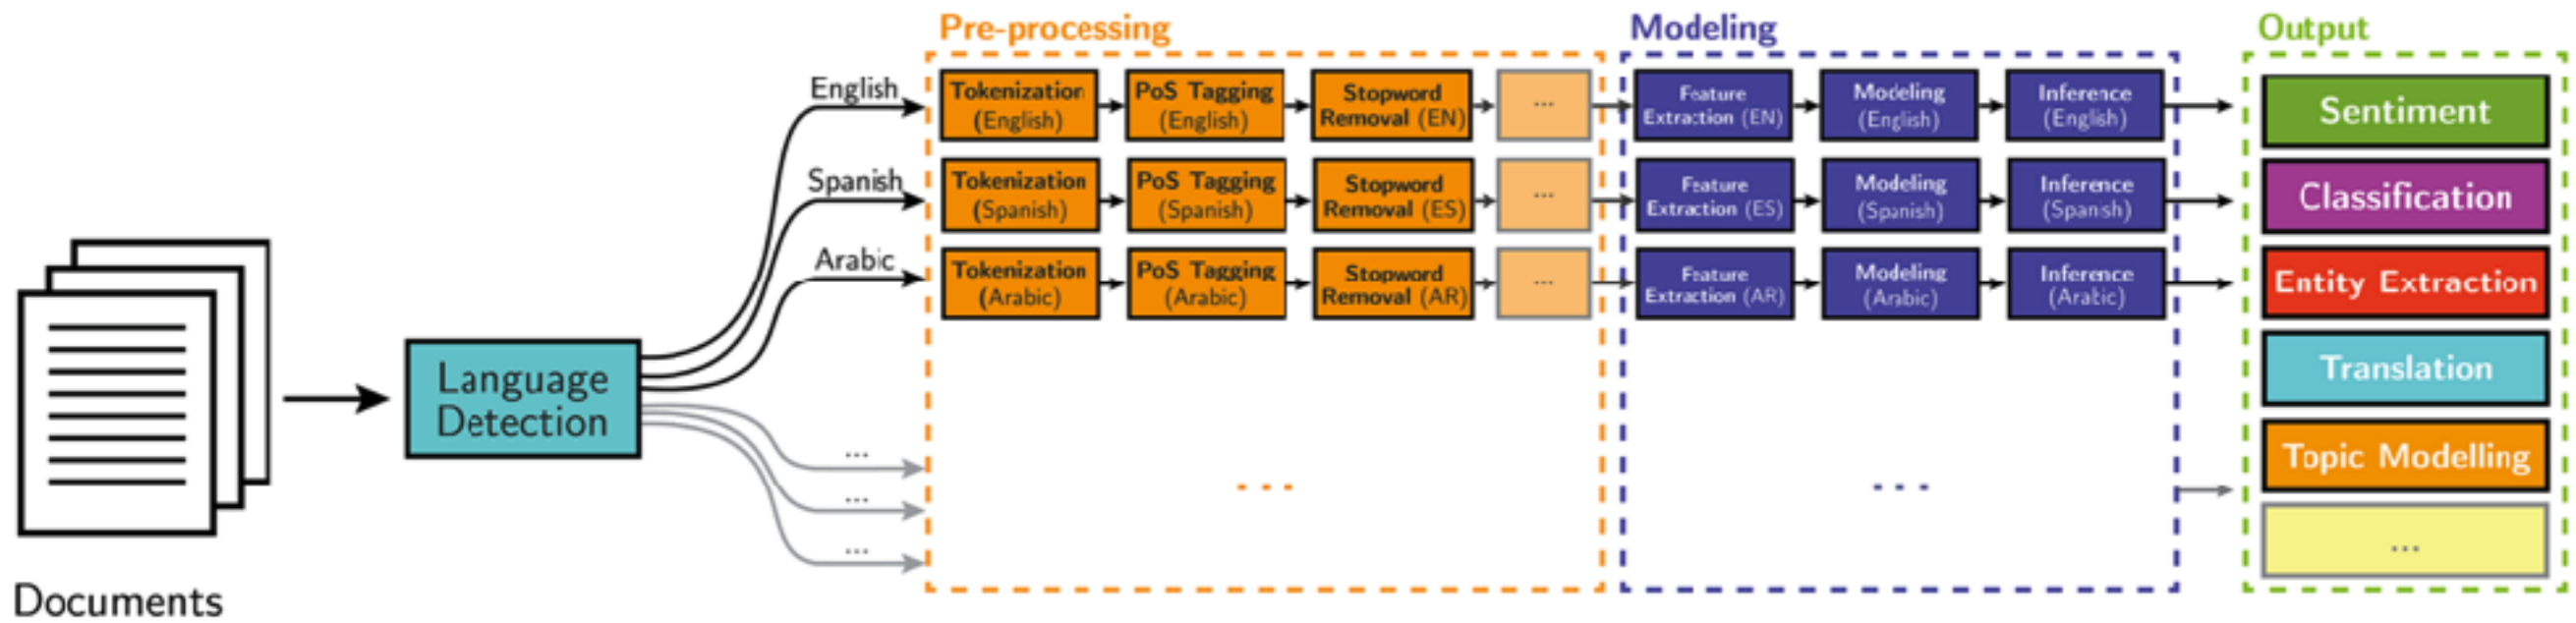 Pre-processing
Modeling
Output
English
Tokenization
(English)
PoS Tagging
(English)
Stopword
Removal (EN)
...
Feature
Extraction (EN)
Modeling
(English)
Inference
(English)
Sentiment
Spanish
Tokenization
(Spanish)
PoS Tagging
(Spanish)
Stopword
Removal (ES)
...
Feature
Extraction (ES)
Modeling
(Spanish)
Inference
(Spanish)
Classification
Arabic
Tokenization
(Arabic)
PoS Tagging
(Arabic)
Stopword
Removal (AR)
...
Feature
Extraction (AR)
Modeling
(Arabic)
Inference
(Arabic)
Entity Extraction
Language
Detection
Translation
...
...
...
...
...
Topic Modelling
...
Documents